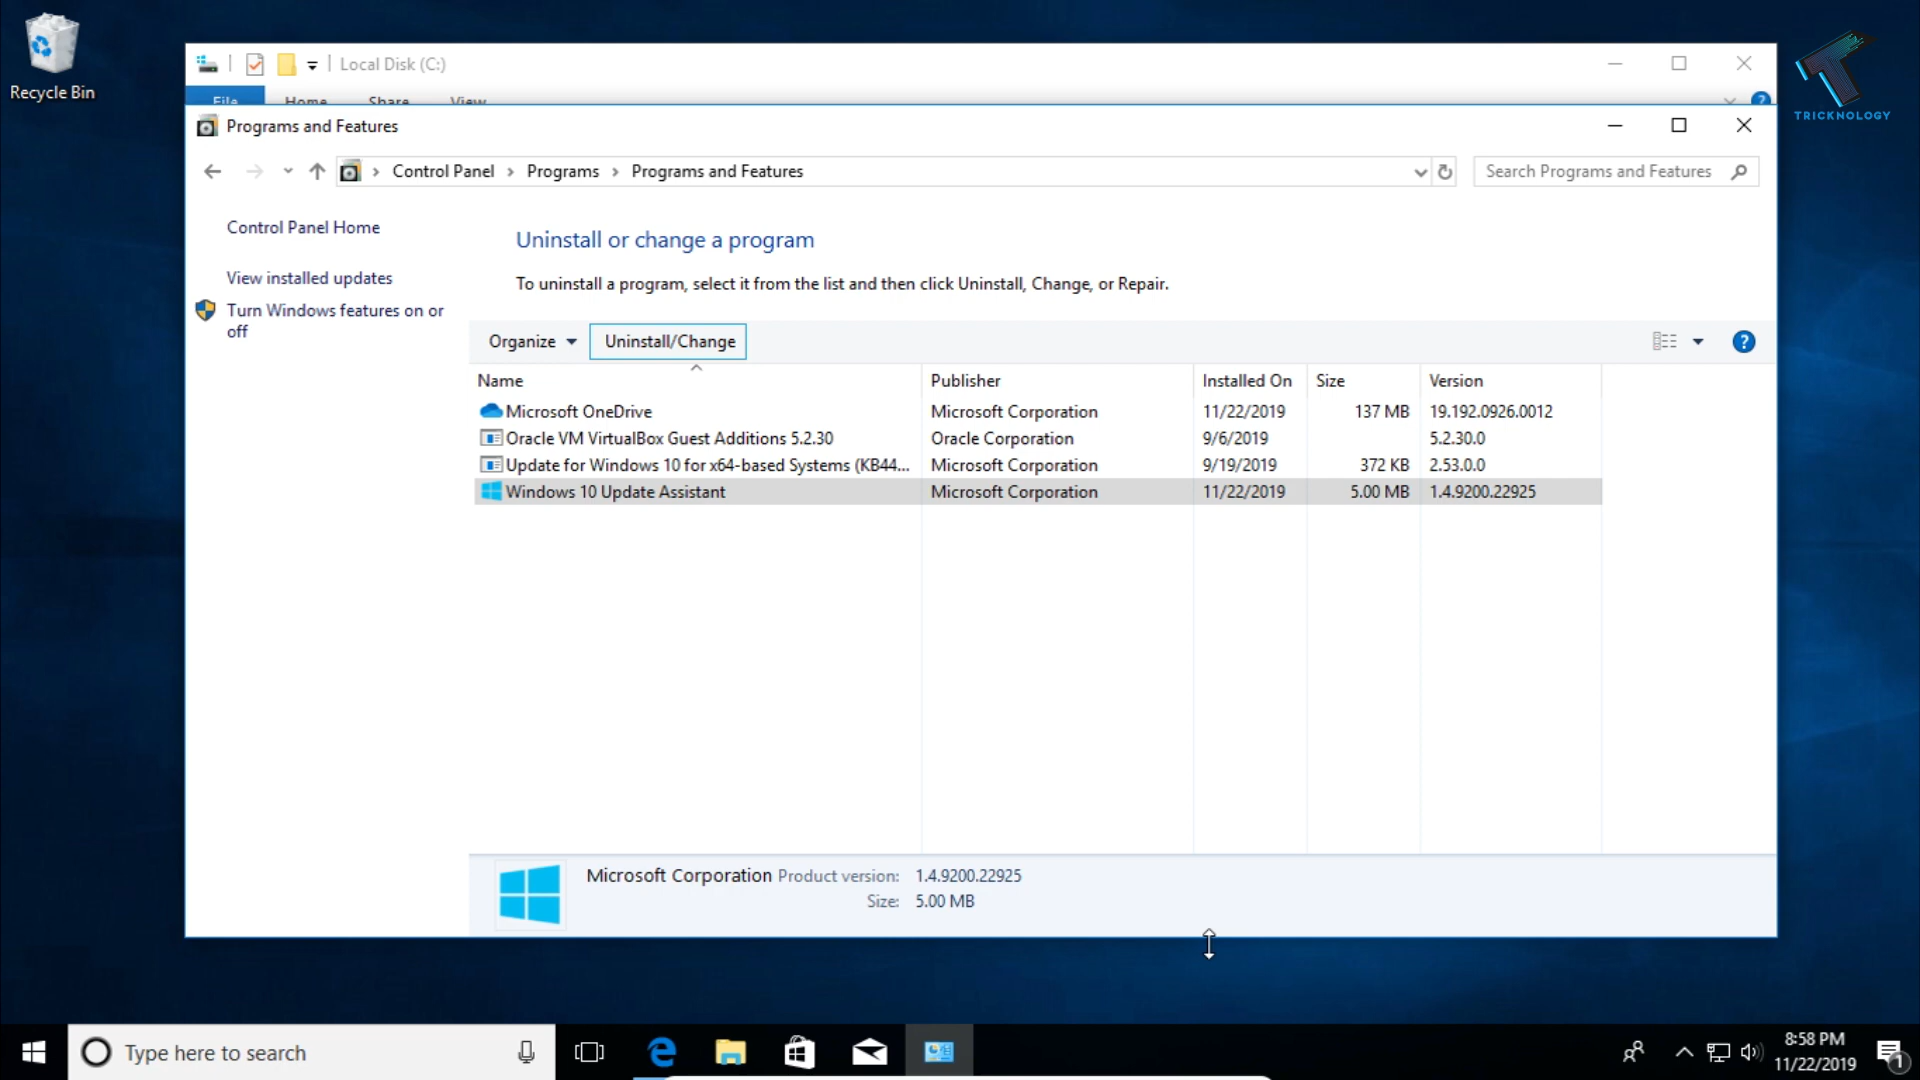 Recycle Bin
Local Disk (C:)
File Home Share View
TRICKNOLOGY
Programs and Features
Control Panel > Programs > Programs and Features
Search Programs and Features
Control Panel Home
View installed updates
Turn Windows features on or
off
Uninstall or change a program
To uninstall a program, select it from the list and then click Uninstall, Change, or Repair.
Organize Uninstall/Change
?
Name Publisher Installed On Size Version
Microsoft OneDrive Microsoft Corporation 11/22/2019 137 MB 19.192.0926.0012
Oracle VM VirtualBox Guest Additions 5.2.30 Oracle Corporation 9/6/2019 5.2.30.0
Update for Windows 10 for x64-based Systems (KB44... Microsoft Corporation 9/19/2019 372 KB 2.53.0.0
Windows 10 Update Assistant Microsoft Corporation 11/22/2019 5.00 MB 1.4.9200.22925
Microsoft Corporation Product version: 1.4.9200.22925
Size: 5.00 MB
Type here to search
8:58 PM
11/22/2019
1